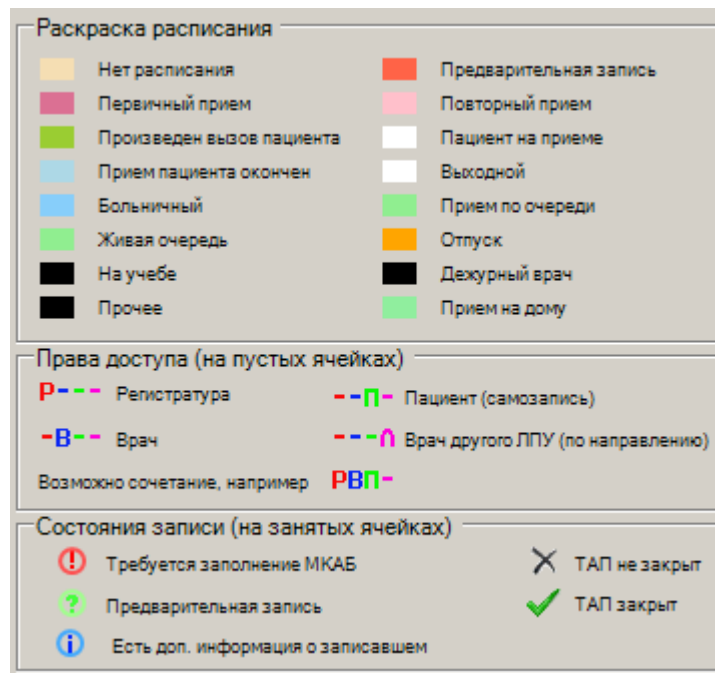 Раскраска расписания
Нет расписания Предварительная запись
Первичный прием Повторный прием
Произведен вызов пациента Пациент на приеме
Прием пациента окончен Выходной
Больничный Прием по очереди
Живая очередь Отпуск
На учебе Дежурный врач
Прочее Прием на дому
Права доступа (на пустых ячейках)
Р--- Регистратура --П- Пациент (самозапись)
-В-- Врач ---Л Врач другого ЛПУ (по направлению)
Возможно сочетание, например РВП-
Состояния записи (на занятых ячейках)
! Требуется заполнение МКАБ ТАП не закрыт
? Предварительная запись ТАП закрыт
i Есть доп. информация о записавшем